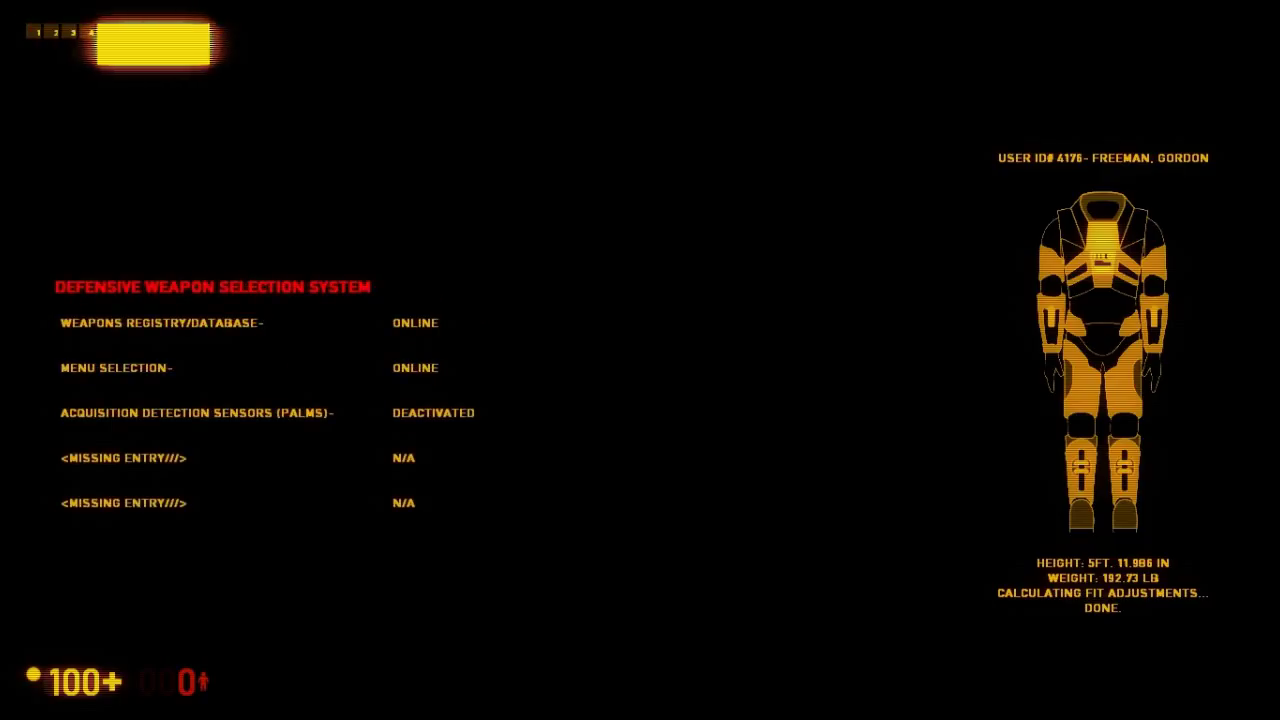 1 2 3 4
USER ID# 4176- FREEMAN, GORDON
DEFENSIVE WEAPON SELECTION SYSTEM
WEAPONS REGISTRY/DATABASE- ONLINE
MENU SELECTION- ONLINE
ACQUISITION DETECTION SENSORS (PALMS)- DEACTIVATED
<MISSING ENTRY///> N/A
<MISSING ENTRY///> N/A
HEIGHT: 5FT. 11.986 IN
WEIGHT: 192.73 LB
CALCULATING FIT ADJUSTMENTS...
DONE.
100+ 0